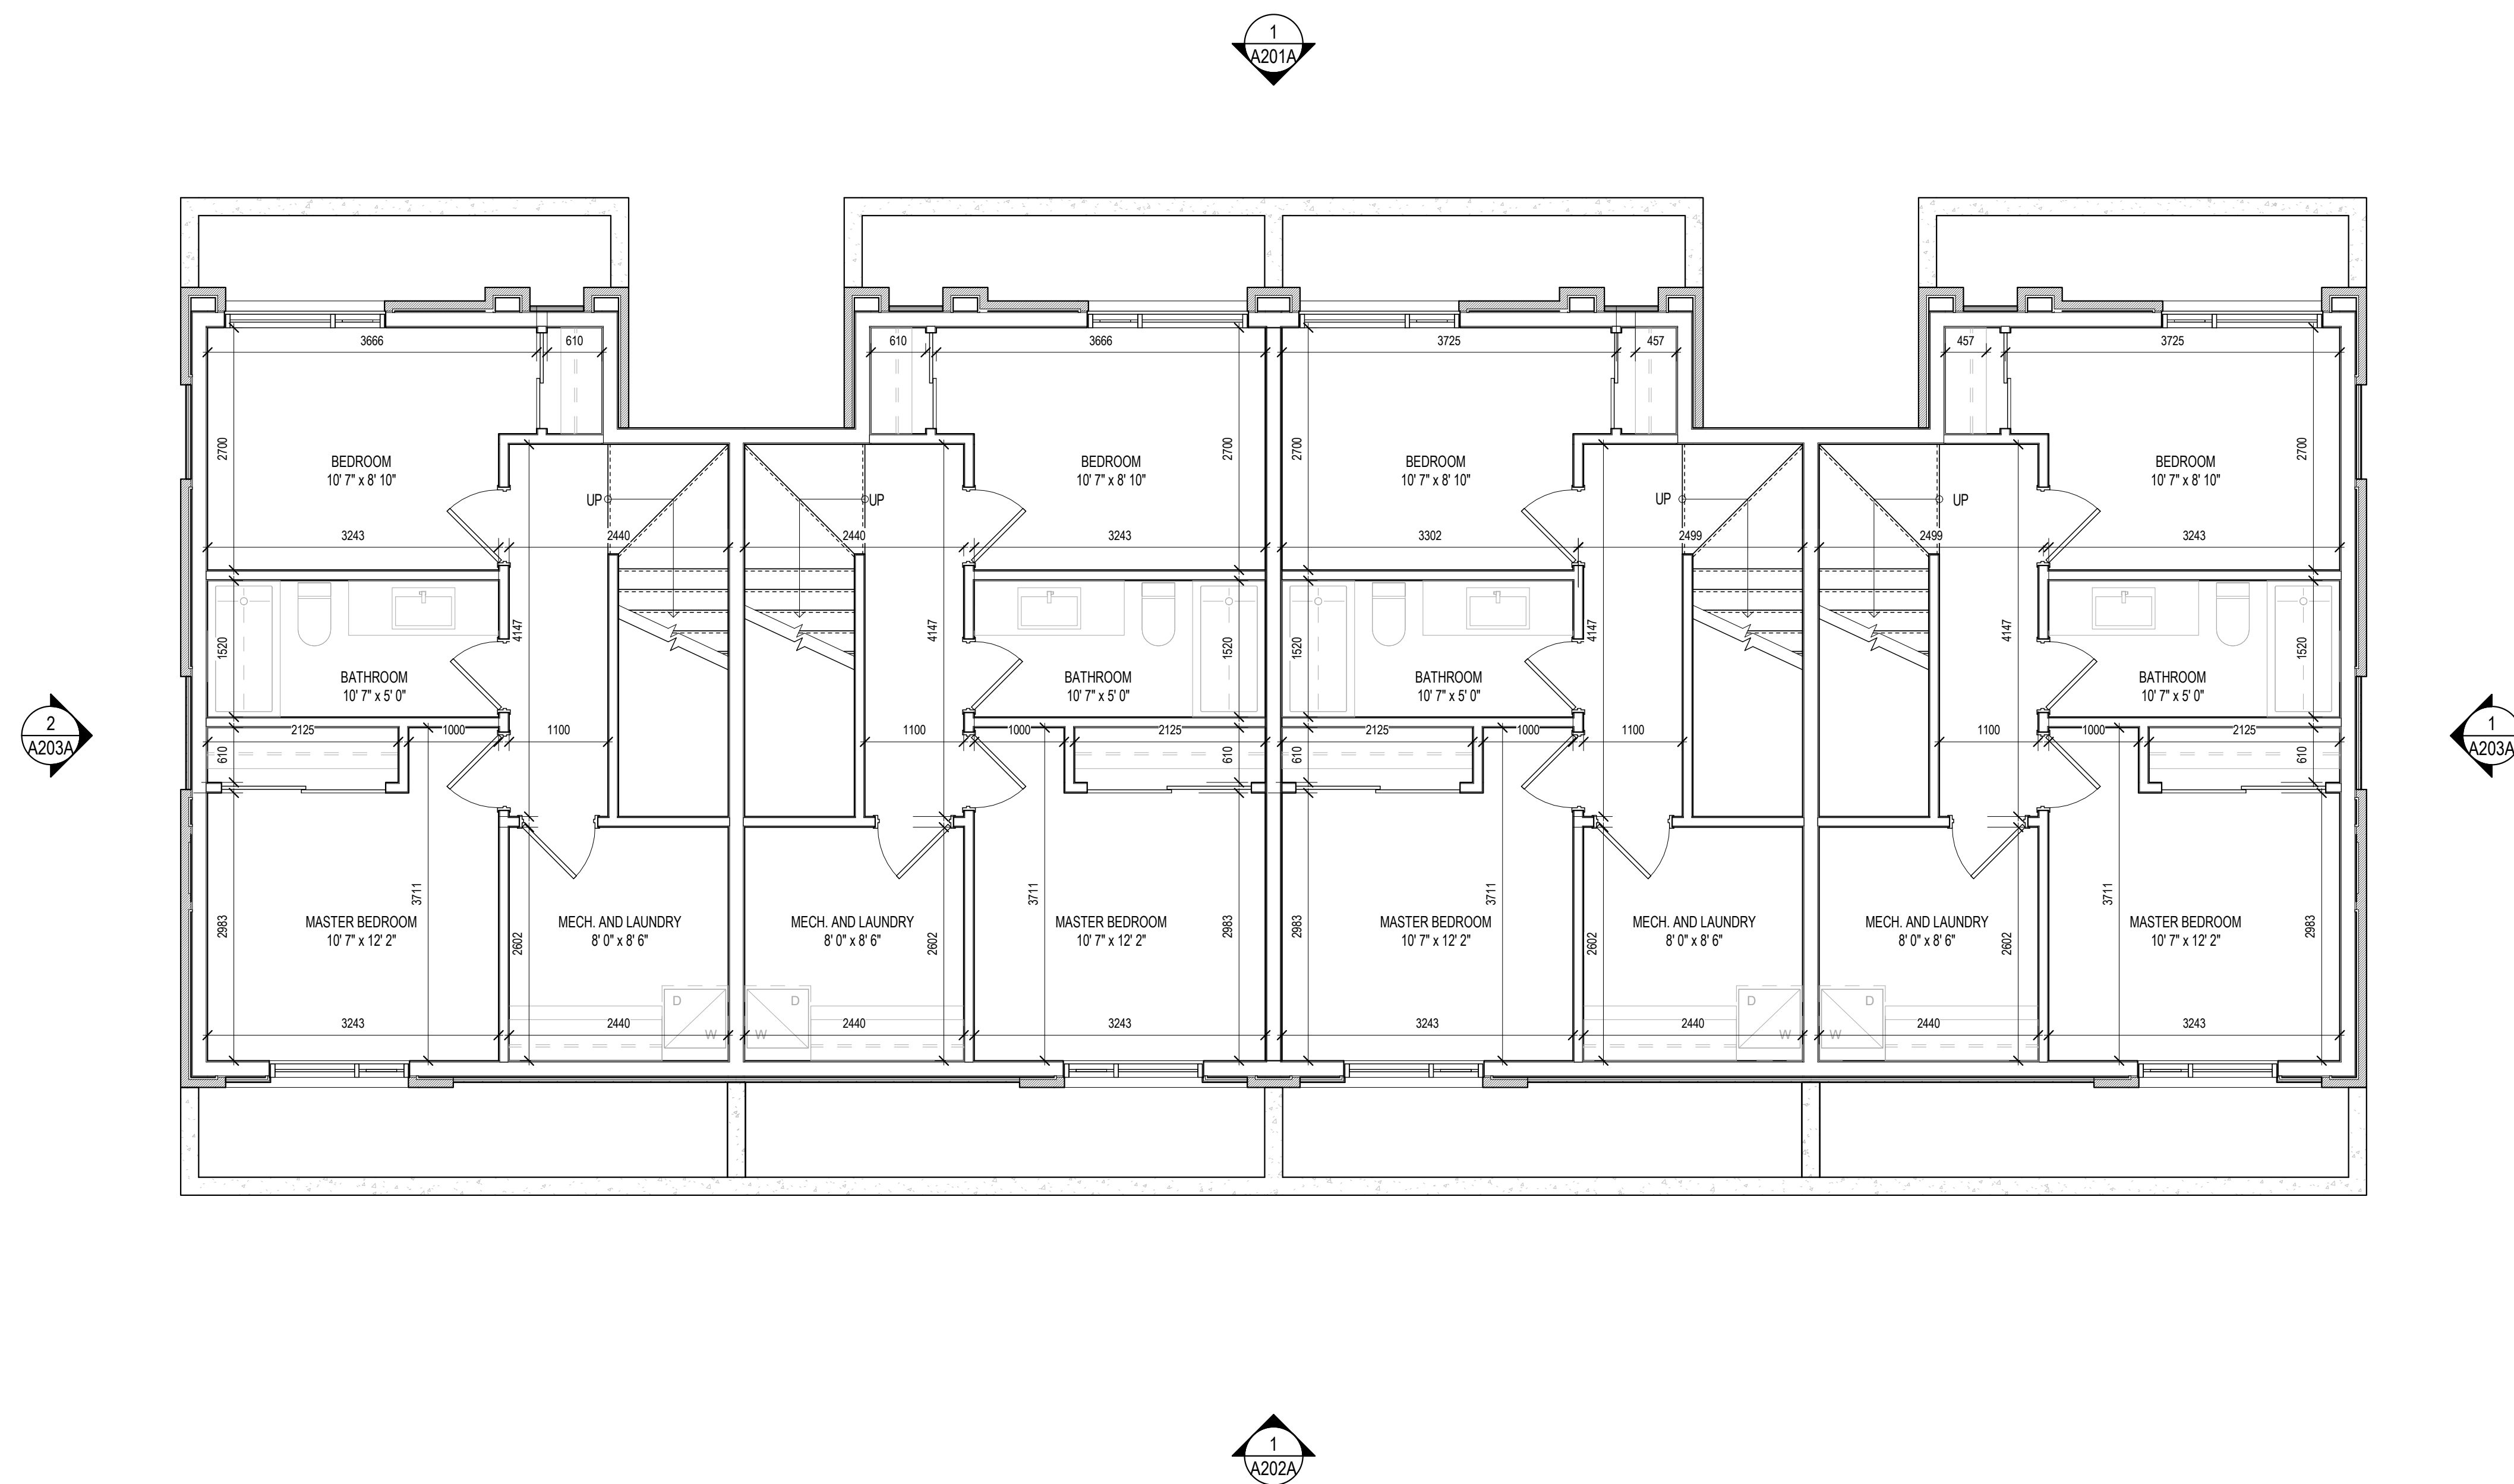 1
A201A
3666
610
610
3666
3725
457
457
3725
2700
BEDROOM
10' 7" x 8' 10"
2700
BEDROOM
10' 7" x 8' 10"
2700
BEDROOM
10' 7" x 8' 10"
2700
BEDROOM
10' 7" x 8' 10"
UP
UP
UP
UP
3243
2440
2440
3243
3302
2499
2499
3243
1520
4147
4147
1520
1520
4147
4147
1520
BATHROOM
10' 7" x 5' 0"
BATHROOM
10' 7" x 5' 0"
BATHROOM
10' 7" x 5' 0"
BATHROOM
10' 7" x 5' 0"
2
A203A
1
A203A
2125
1000
1100
1100
1000
2125
2125
1000
1100
1100
1000
2125
610
610
610
610
3711
3711
3711
3711
2983
MASTER BEDROOM
10' 7" x 12' 2"
MECH. AND LAUNDRY
8' 0" x 8' 6"
MECH. AND LAUNDRY
8' 0" x 8' 6"
MASTER BEDROOM
10' 7" x 12' 2"
2983
2983
MASTER BEDROOM
10' 7" x 12' 2"
MECH. AND LAUNDRY
8' 0" x 8' 6"
MECH. AND LAUNDRY
8' 0" x 8' 6"
MASTER BEDROOM
10' 7" x 12' 2"
2983
2602
2602
2602
2602
D
W
D
W
D
W
D
W
3243
2440
2440
3243
3243
2440
2440
3243
1
A202A